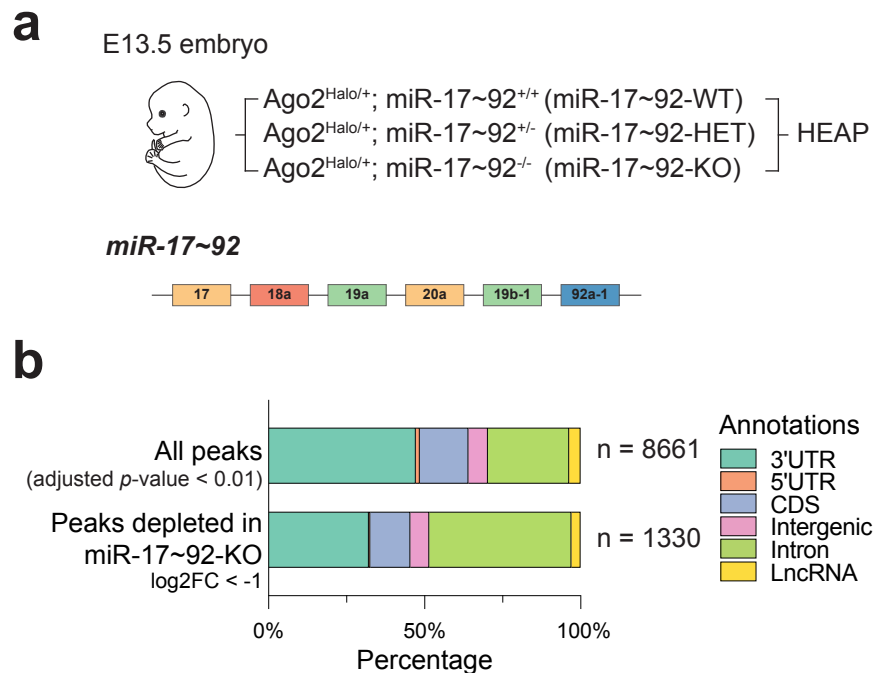 a
E13.5 embryo
Ago2Halo/+; miR-17~92+/+ (miR-17~92-WT)
Ago2Halo/+; miR-17~92+/- (miR-17~92-HET)
Ago2Halo/+; miR-17~92-/- (miR-17~92-KO)
HEAP
miR-17~92
17 18a 19a 20a 19b-1 92a-1
b
All peaks
(adjusted p-value < 0.01)
n = 8661
Peaks depleted in
miR-17~92-KO
log2FC < -1
n = 1330
0% 50% 100%
Percentage
Annotations
3'UTR
5'UTR
CDS
Intergenic
Intron
LncRNA